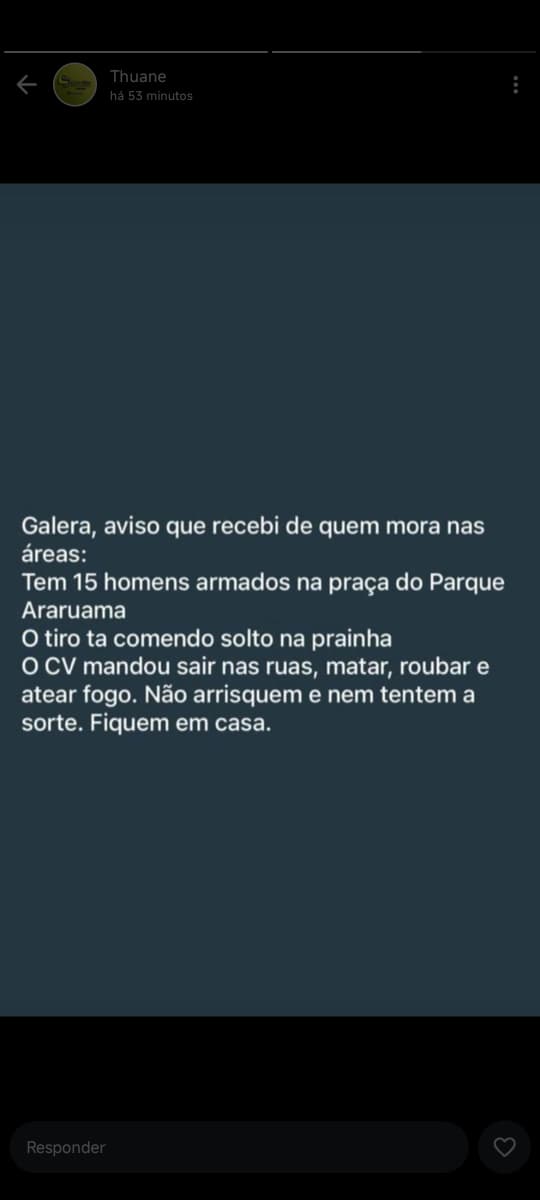 Thuane
há 53 minutos
Galera, aviso que recebi de quem mora nas
áreas:
Tem 15 homens armados na praça do Parque
Araruama
O tiro ta comendo solto na prainha
O CV mandou sair nas ruas, matar, roubar e
atear fogo. Não arrisquem e nem tentem a
sorte. Fiquem em casa.
Responder